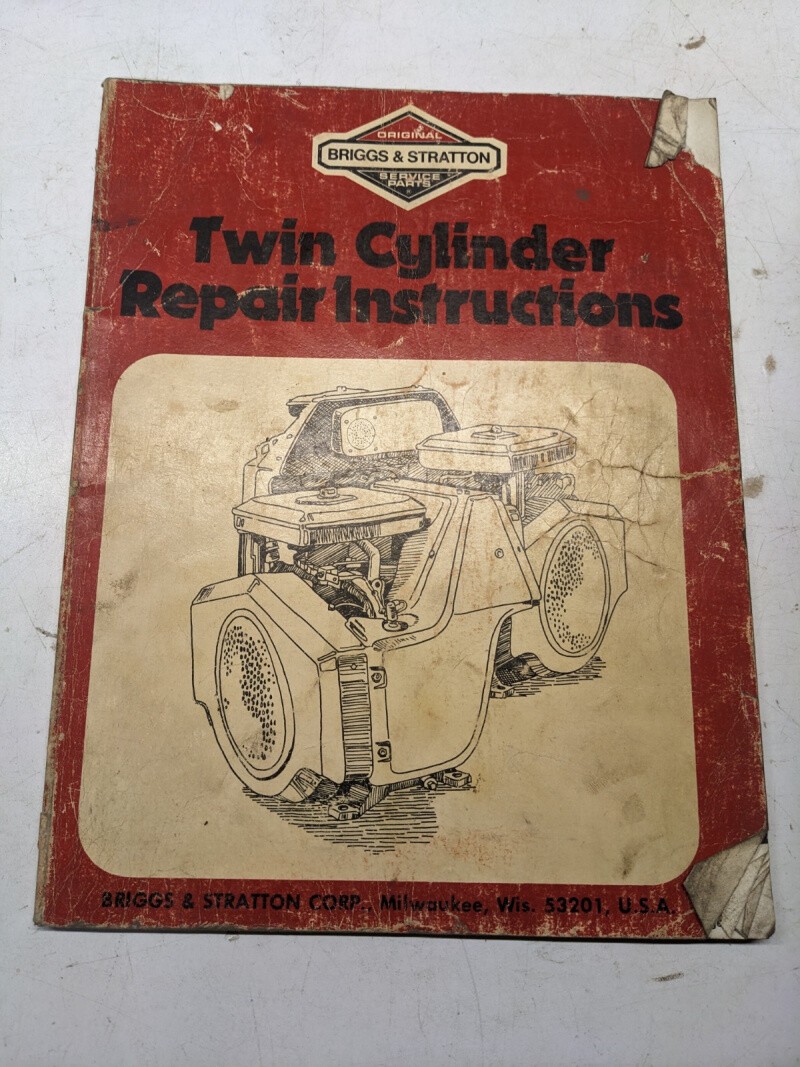 ORIGINAL
BRIGGS & STRATTON
SERVICE
PARTS
Twin Cylinder
Repair Instructions
BRIGGS & STRATTON CORP., Milwaukee, Wis. 53201, U.S.A.